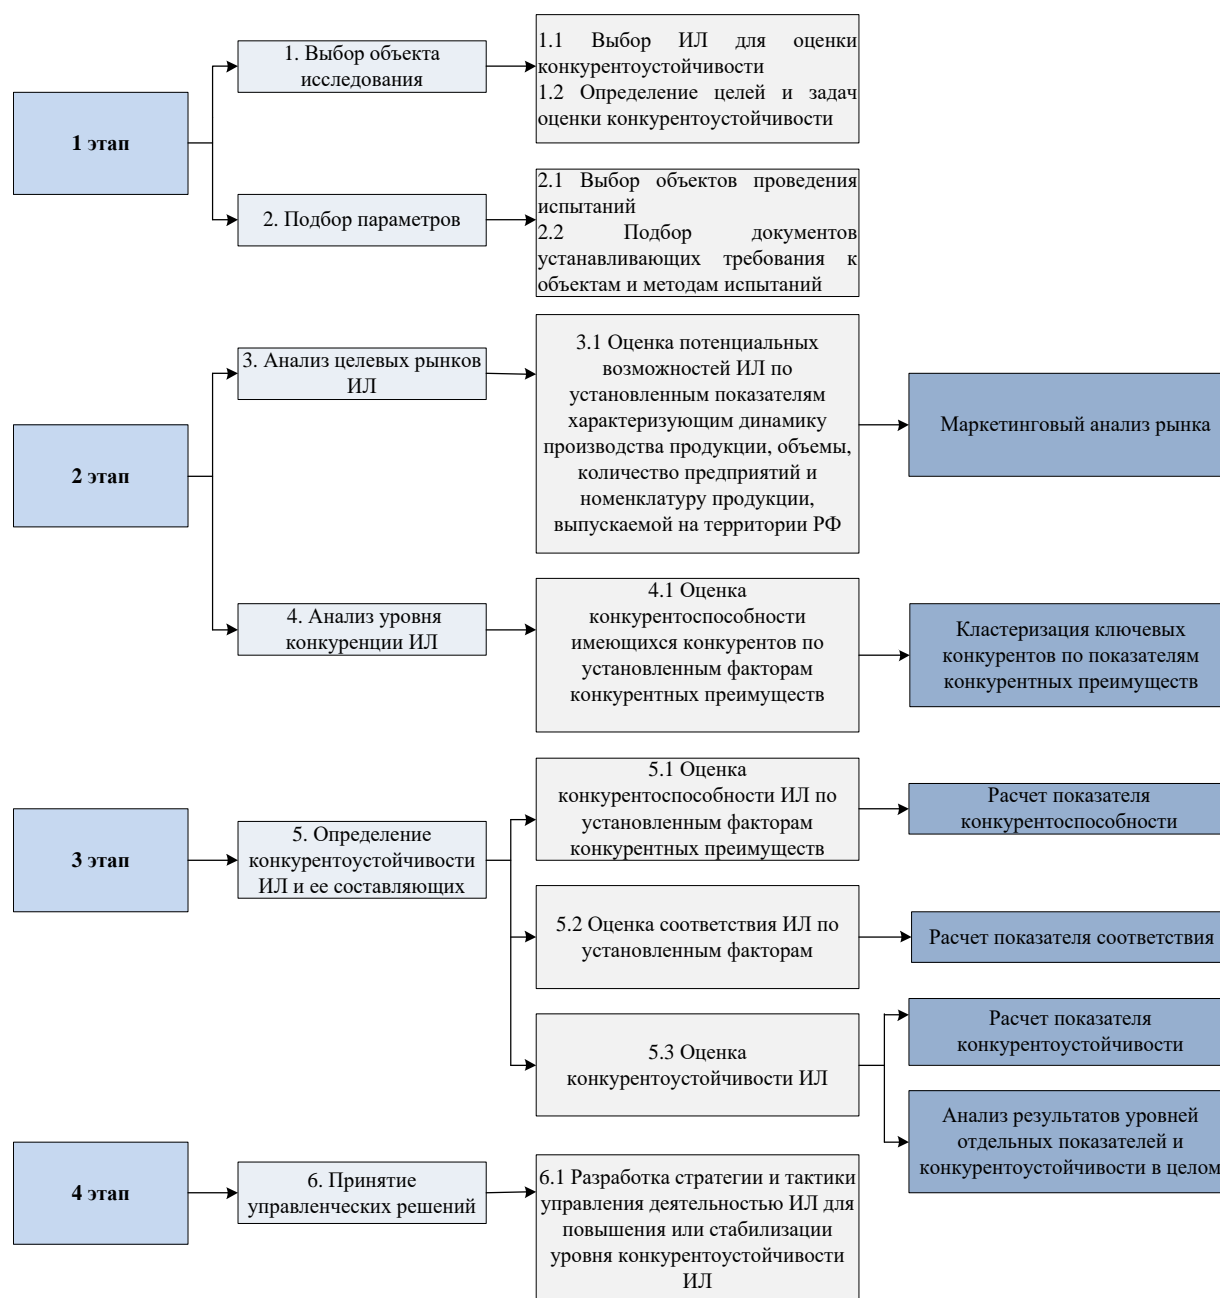 1 этап
1. Выбор объекта
исследования
1.1 Выбор ИЛ для оценки
конкурентоустойчивости
1.2 Определение целей и задач
оценки конкурентоустойчивости
2. Подбор параметров
2.1 Выбор объектов проведения
испытаний
2.2 Подбор документов
устанавливающих требования к
объектам и методам испытаний
2 этап
3. Анализ целевых рынков
ИЛ
3.1 Оценка потенциальных
возможностей ИЛ по
установленным показателям
характеризующим динамику
производства продукции, объемы,
количество предприятий и
номенклатуру продукции,
выпускаемой на территории РФ
Маркетинговый анализ рынка
4. Анализ уровня
конкуренции ИЛ
4.1 Оценка
конкурентоспособности
имеющихся конкурентов по
установленным факторам
конкурентных преимуществ
Кластеризация ключевых
конкурентов по показателям
конкурентных преимуществ
3 этап
5. Определение
конкурентоустойчивости
ИЛ и ее составляющих
5.1 Оценка
конкурентоспособности ИЛ по
установленным факторам
конкурентных преимуществ
Расчет показателя
конкурентоспособности
5.2 Оценка соответствия ИЛ по
установленным факторам
Расчет показателя соответствия
5.3 Оценка
конкурентоустойчивости ИЛ
Расчет показателя
конкурентоустойчивости
Анализ результатов уровней
отдельных показателей и
конкурентоустойчивости в целом
4 этап
6. Принятие
управленческих решений
6.1 Разработка стратегии и тактики
управления деятельностью ИЛ для
повышения или стабилизации
уровня конкурентоустойчивости
ИЛ